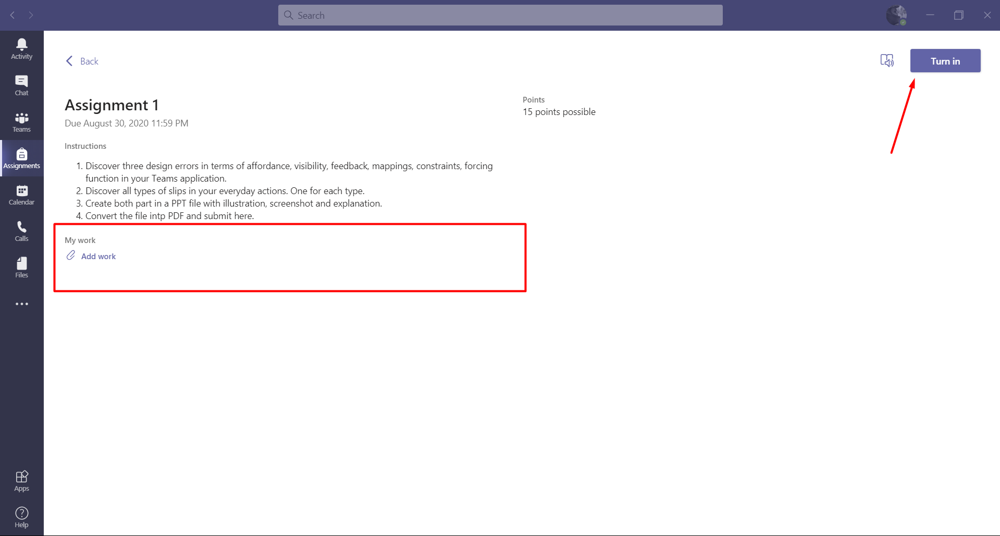 Search
Activity
Chat
Teams
Assignments
Calendar
Calls
Files
Apps
Help
Back
Turn in
Assignment 1
Due August 30, 2020 11:59 PM
Points
15 points possible
Instructions
1. Discover three design errors in terms of affordance, visibility, feedback, mappings, constraints, forcing
function in your Teams application.
2. Discover all types of slips in your everyday actions. One for each type.
3. Create both part in a PPT file with illustration, screenshot and explanation.
4. Convert the file intp PDF and submit here.
My work
Add work